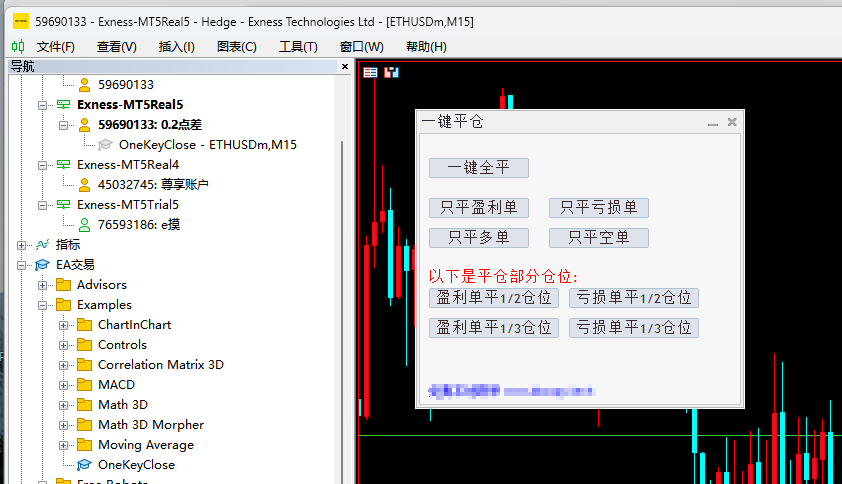 59690133 - Exness-MT5Real5 - Hedge - Exness Technologies Ltd - [ETHUSDm,M15]
文件(F) 查看(V) 插入(I) 图表(C) 工具(T) 窗口(W) 帮助(H)
导航
59690133
Exness-MT5Real5
59690133: 0.2点差
OneKeyClose - ETHUSDm,M15
Exness-MT5Real4
45032745: 尊享账户
Exness-MT5Trial5
76593186: e摸
指标
EA交易
Advisors
Examples
ChartInChart
Controls
Correlation Matrix 3D
MACD
Math 3D
Math 3D Morpher
Moving Average
OneKeyClose
Free Robots
一键平仓
一键全平
只平盈利单 只平亏损单
只平多单 只平空单
以下是平仓部分仓位:
盈利单平1/2仓位 亏损单平1/2仓位
盈利单平1/3仓位 亏损单平1/3仓位